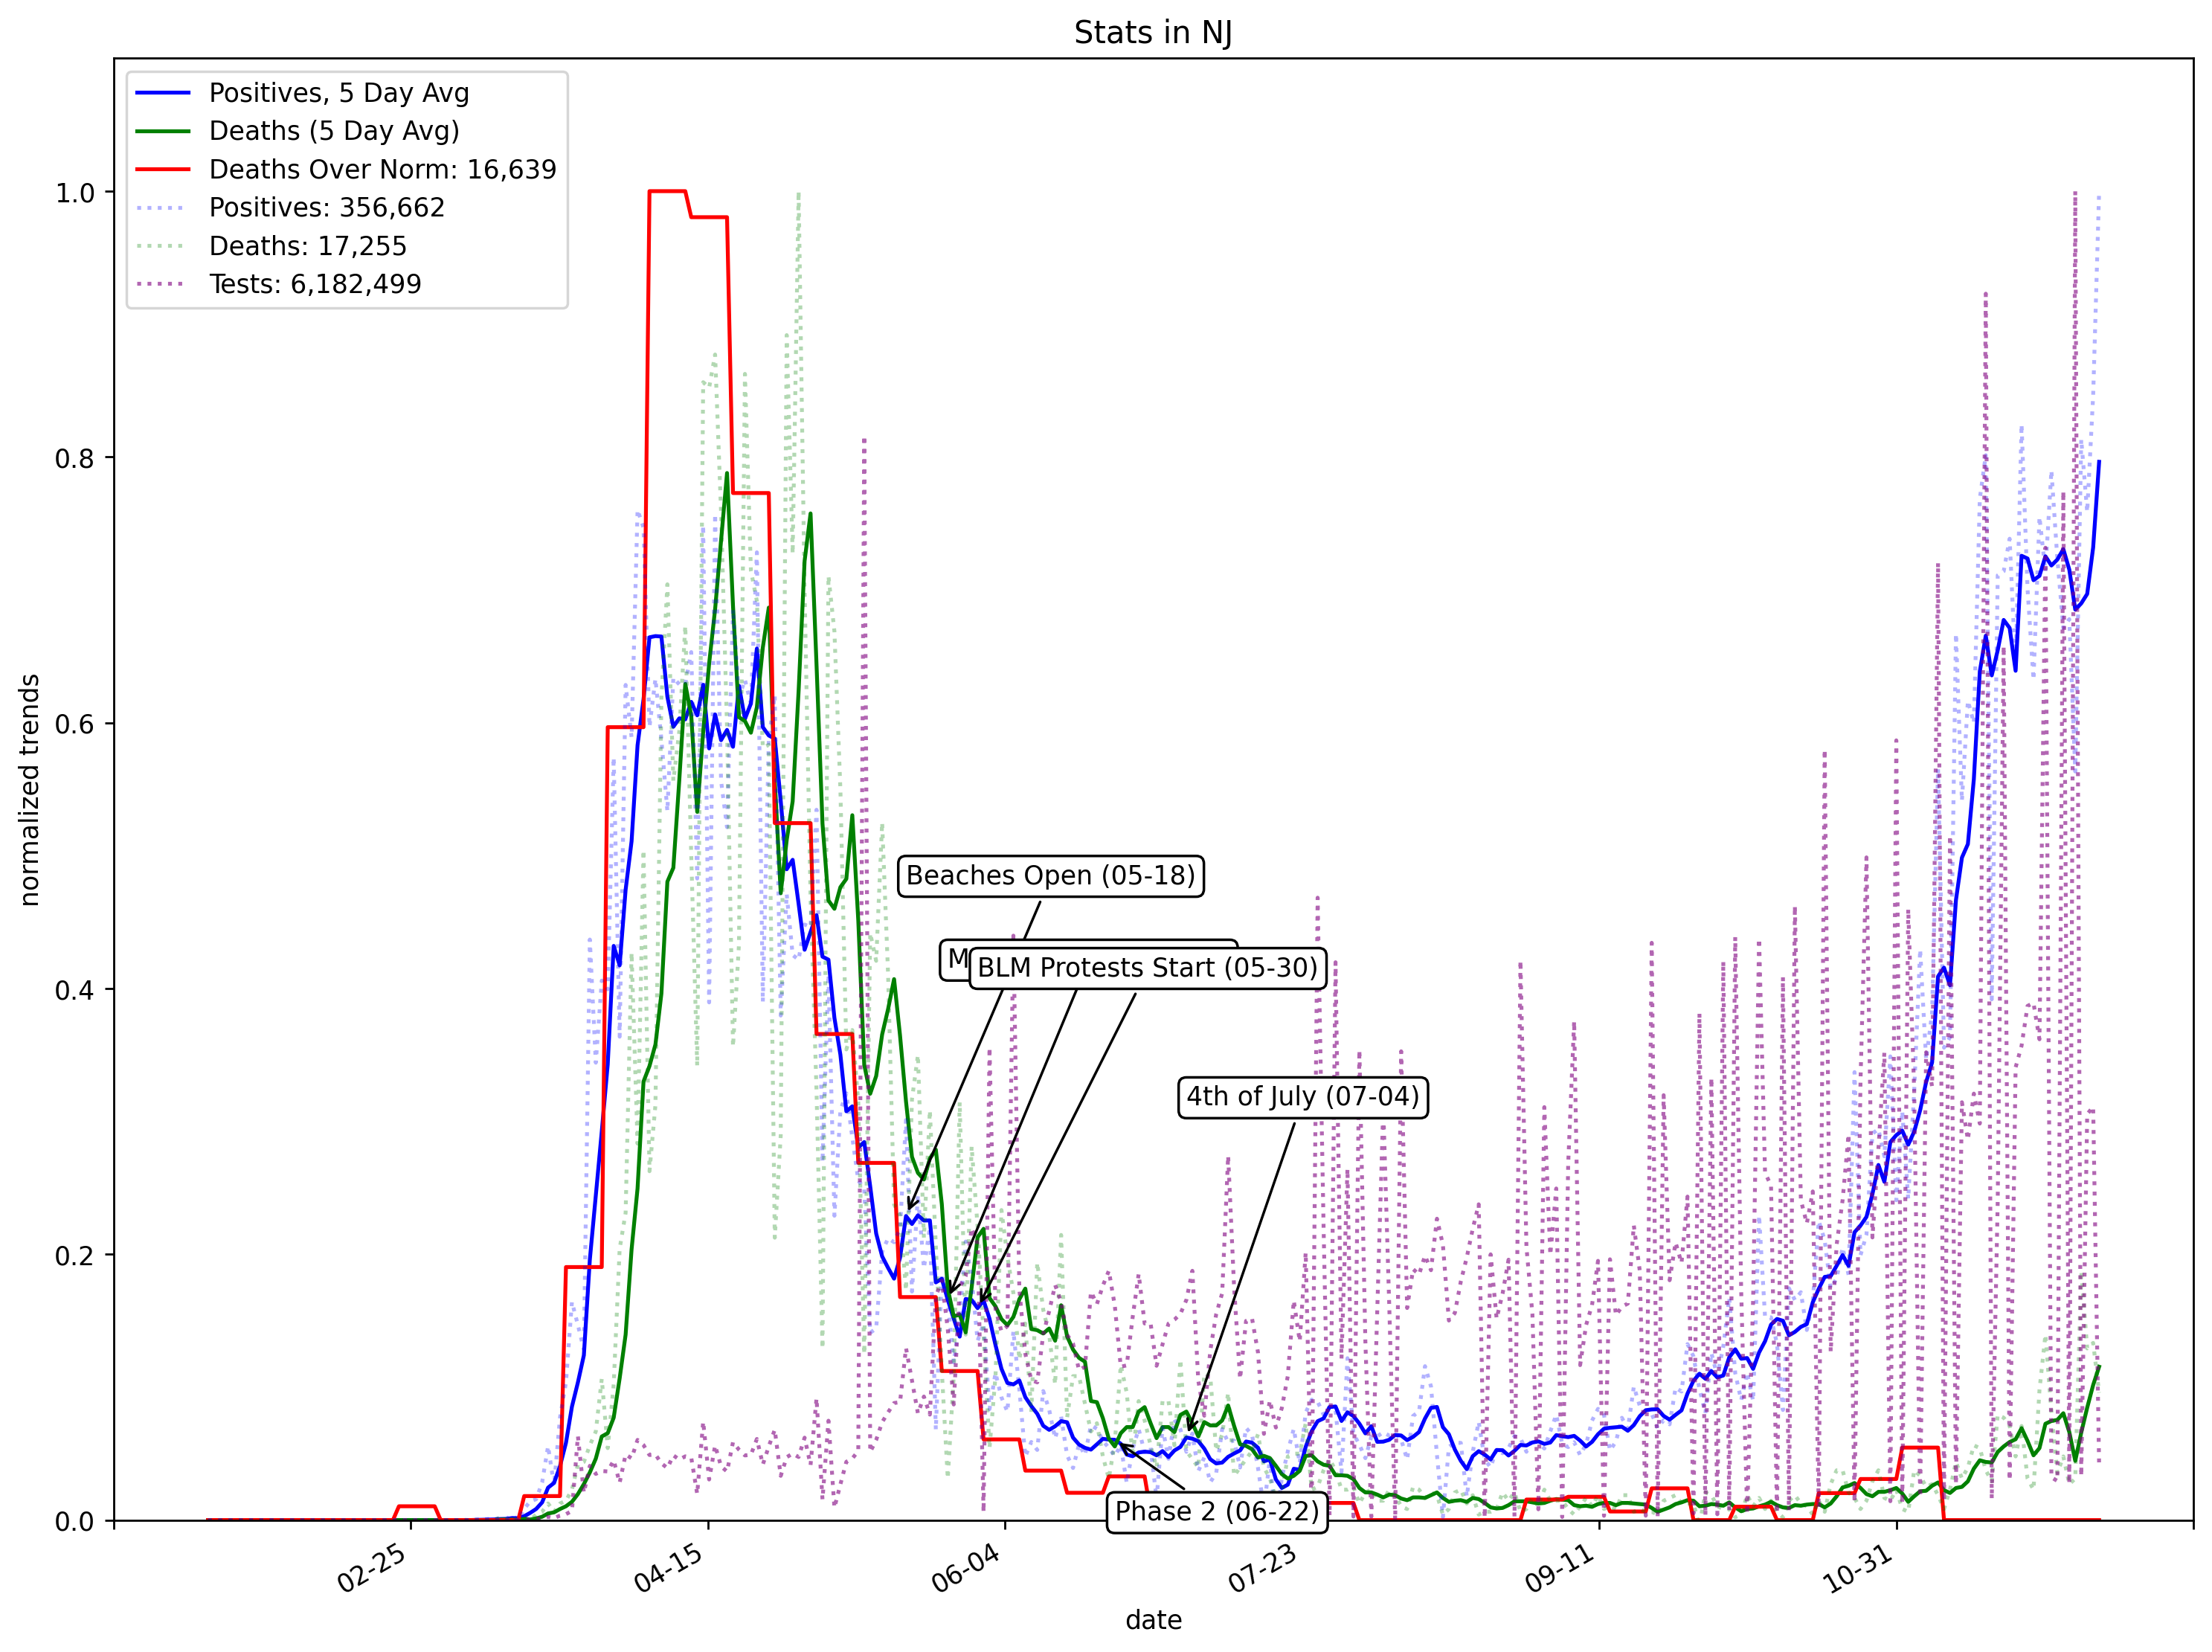 Stats in NJ
Positives, 5 Day Avg
Deaths (5 Day Avg)
Deaths Over Norm: 16,639
Positives: 356,662
Deaths: 17,255
Tests: 6,182,499
normalized trends
1.0
0.8
0.6
0.4
0.2
0.0
Beaches Open (05-18)
BLM Protests Start (05-30)
4th of July (07-04)
Phase 2 (06-22)
02-25
04-15
06-04
07-23
09-11
10-31
date